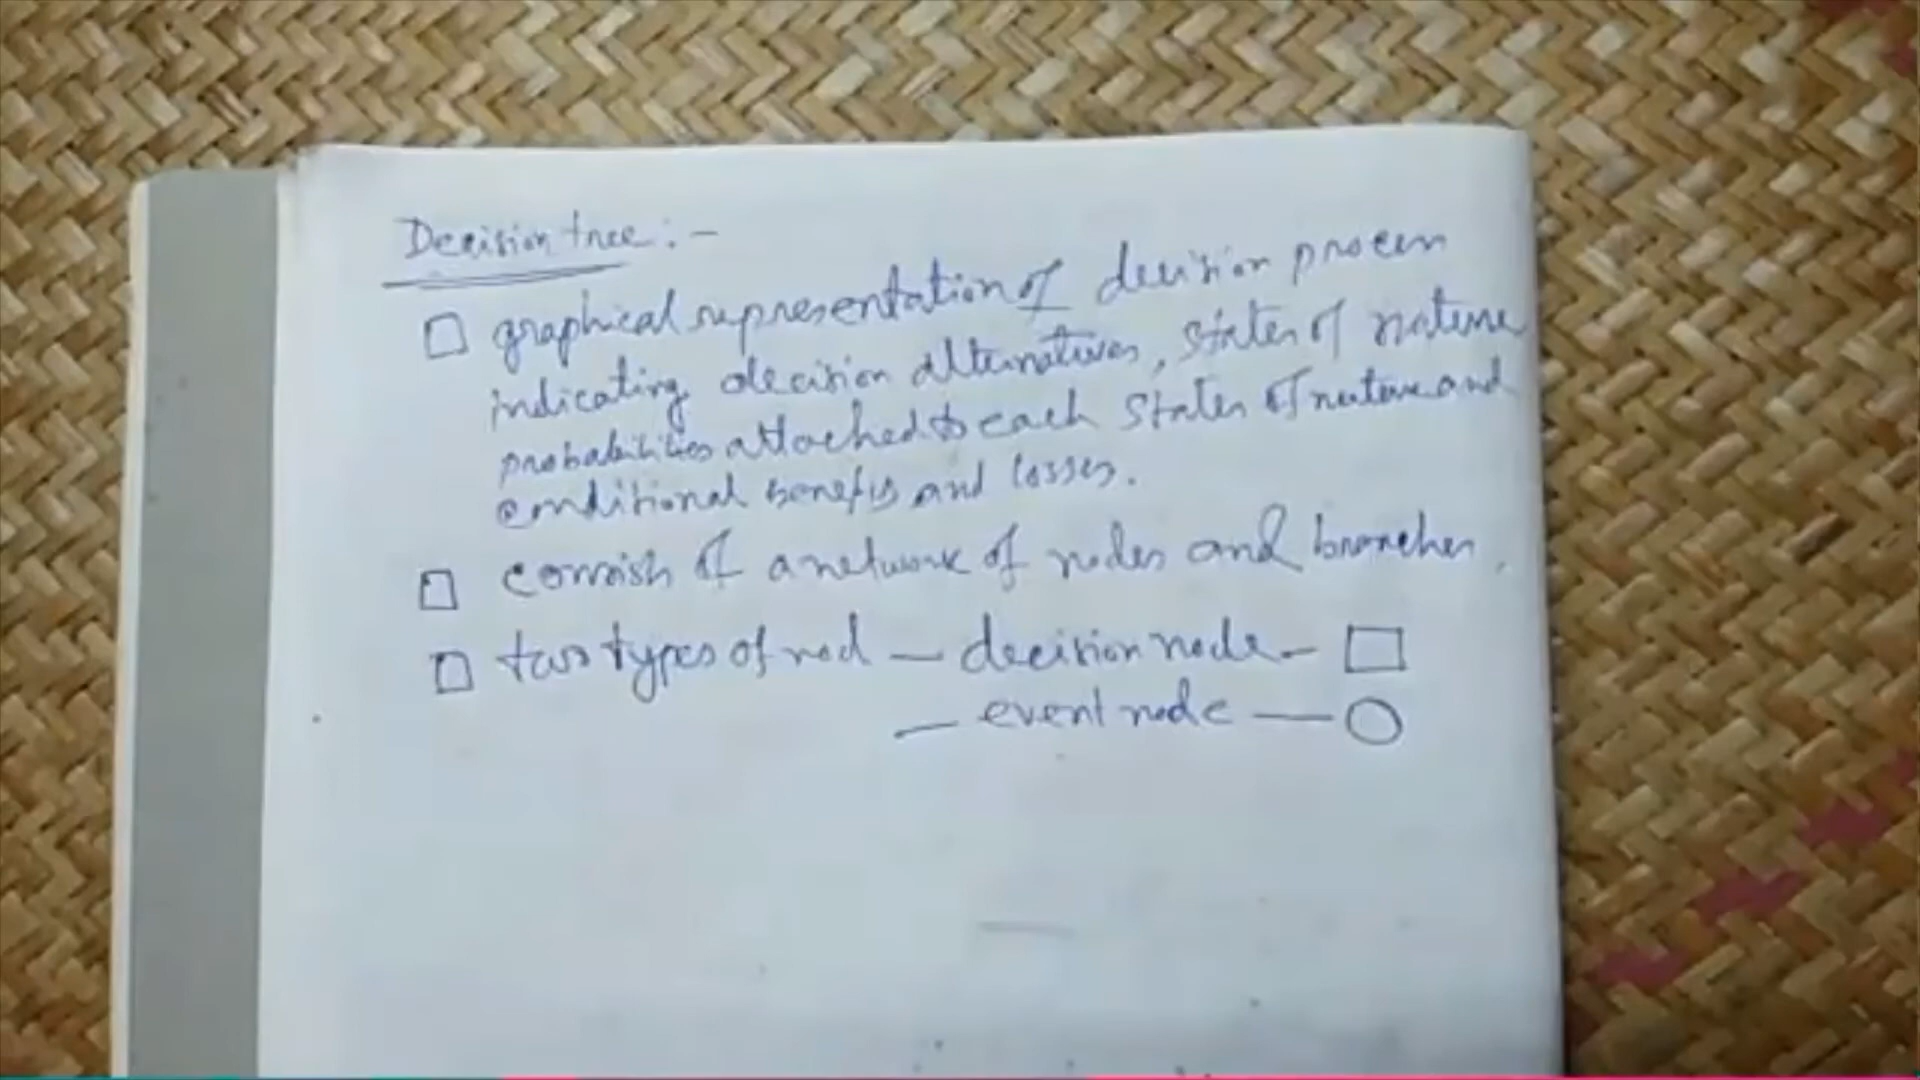 Decision tree:-
□ graphical representation of decision process
indicating decision alternatives, states of nature
probabilities attached to each states of nature and
conditional benefits and losses.
□ consists of a network of nodes and branches.
□ two types of nod — decision node - □
— event node — ○